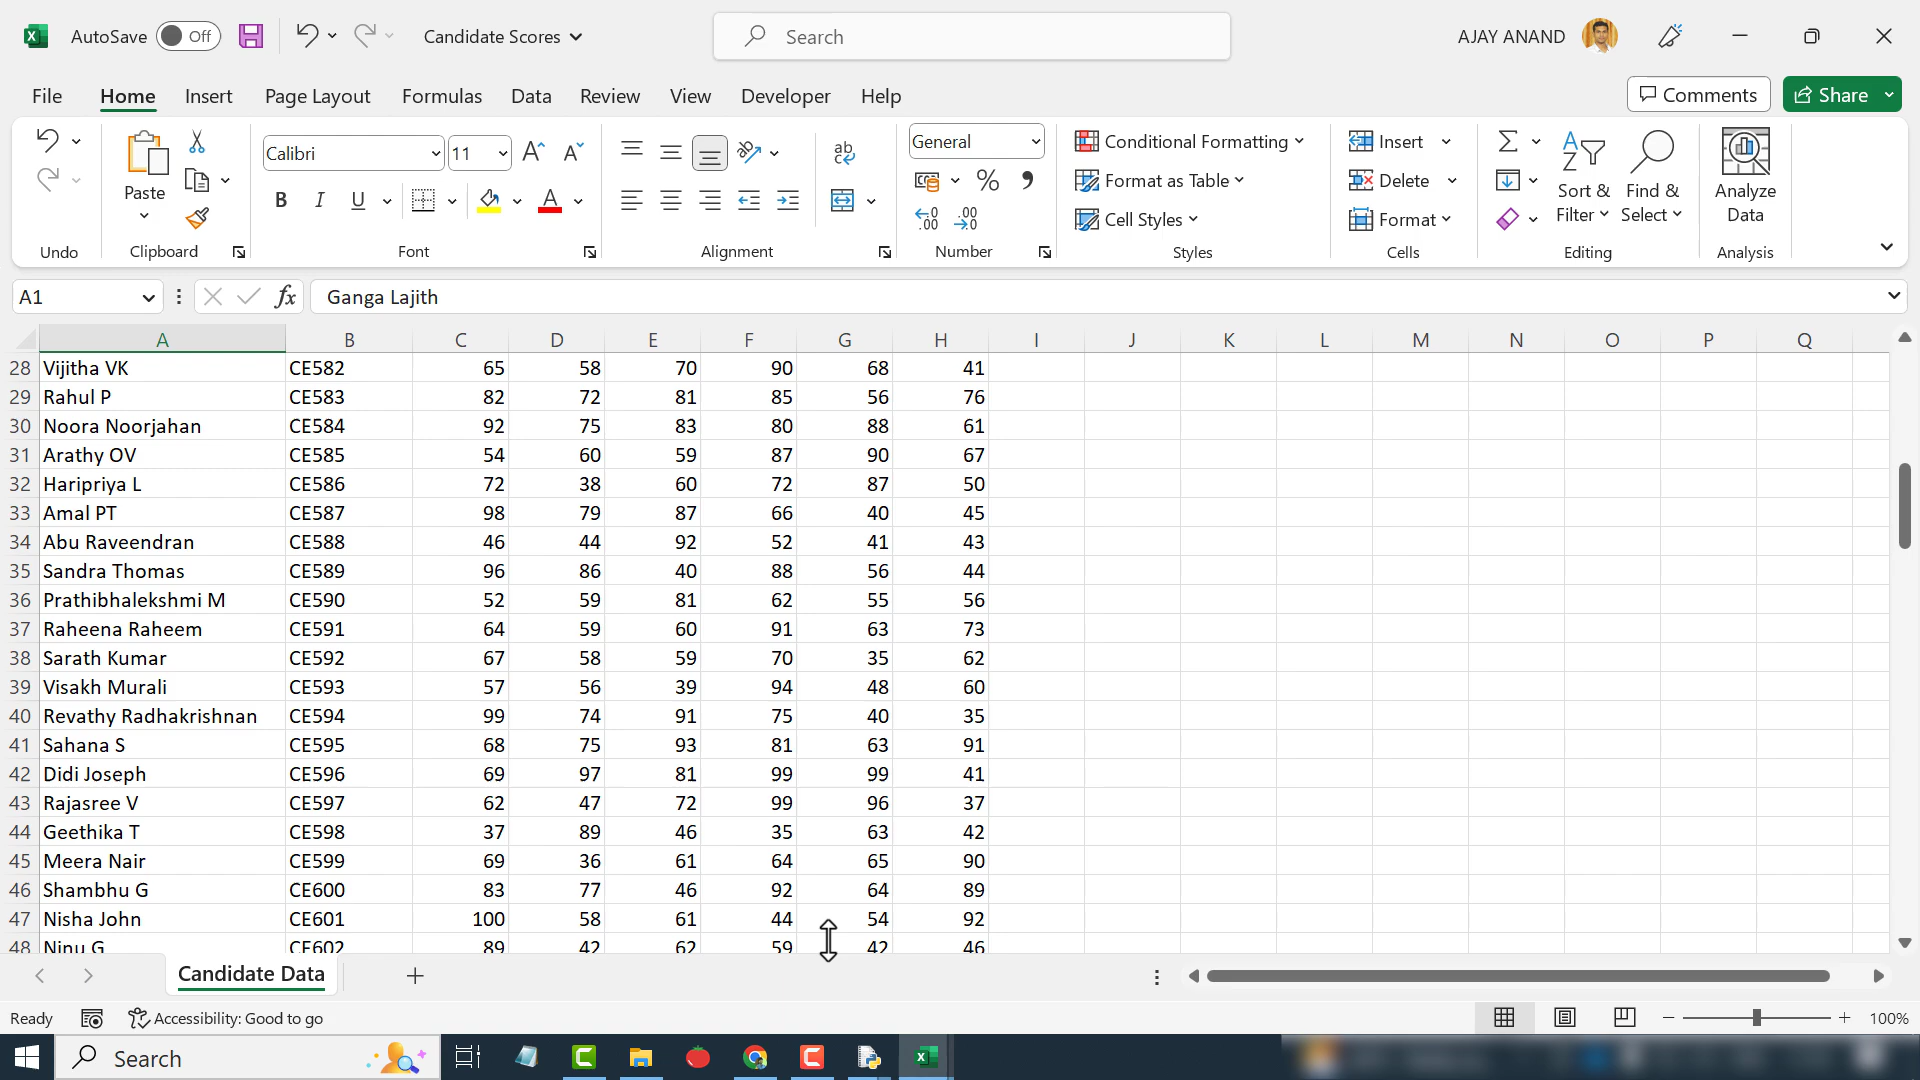 AutoSave Off Candidate Scores Search AJAY ANAND
File Home Insert Page Layout Formulas Data Review View Developer Help Comments Share
Paste Calibri 11 General Conditional Formatting Insert Sort & Filter Find & Select Analyze Data
Format as Table Delete
B I U Cell Styles Format
Undo Clipboard Font Alignment Number Styles Cells Editing Analysis
A1 fx Ganga Lajith
A B C D E F G H I J K L M N O P Q
28 Vijitha VK CE582 65 58 70 90 68 41
29 Rahul P CE583 82 72 81 85 56 76
30 Noora Noorjahan CE584 92 75 83 80 88 61
31 Arathy OV CE585 54 60 59 87 90 67
32 Haripriya L CE586 72 38 60 72 87 50
33 Amal PT CE587 98 79 87 66 40 45
34 Abu Raveendran CE588 46 44 92 52 41 43
35 Sandra Thomas CE589 96 86 40 88 56 44
36 Prathibhalekshmi M CE590 52 59 81 62 55 56
37 Raheena Raheem CE591 64 59 60 91 63 73
38 Sarath Kumar CE592 67 58 59 70 35 62
39 Visakh Murali CE593 57 56 39 94 48 60
40 Revathy Radhakrishnan CE594 99 74 91 75 40 35
41 Sahana S CE595 68 75 93 81 63 91
42 Didi Joseph CE596 69 97 81 99 99 41
43 Rajasree V CE597 62 47 72 99 96 37
44 Geethika T CE598 37 89 46 35 63 42
45 Meera Nair CE599 69 36 61 64 65 90
46 Shambhu G CE600 83 77 46 92 64 89
47 Nisha John CE601 100 58 61 44 54 92
48 Ninu G CE602 89 42 62 59 42 46
Candidate Data
Ready Accessibility: Good to go 100%
Search